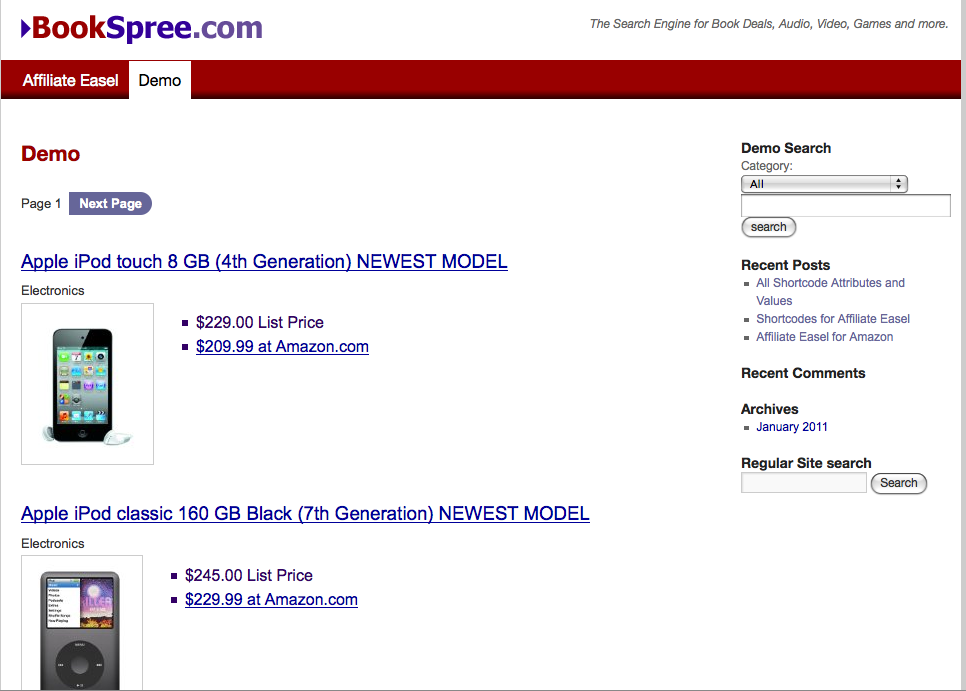 BookSpree.com
The Search Engine for Book Deals, Audio, Video, Games and more.
Affiliate Easel
Demo
Demo
Page 1 Next Page
Apple iPod touch 8 GB (4th Generation) NEWEST MODEL
Electronics
$229.00 List Price
$209.99 at Amazon.com
Apple iPod classic 160 GB Black (7th Generation) NEWEST MODEL
Electronics
$245.00 List Price
$229.99 at Amazon.com
MENU
Demo Search
Category:
All
search
Recent Posts
All Shortcode Attributes and
Values
Shortcodes for Affiliate Easel
Affiliate Easel for Amazon
Recent Comments
Archives
January 2011
Regular Site search
Search